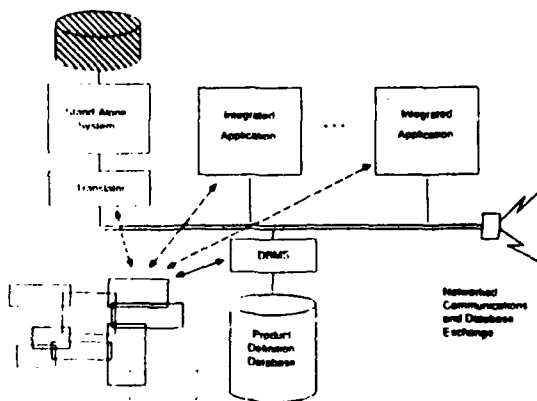 Stand-Alone
System
Integrated
Application
...
Integrated
Application
Translator
DBMS
Product
Definition
Database
Networked
Communications
and Database
Exchange